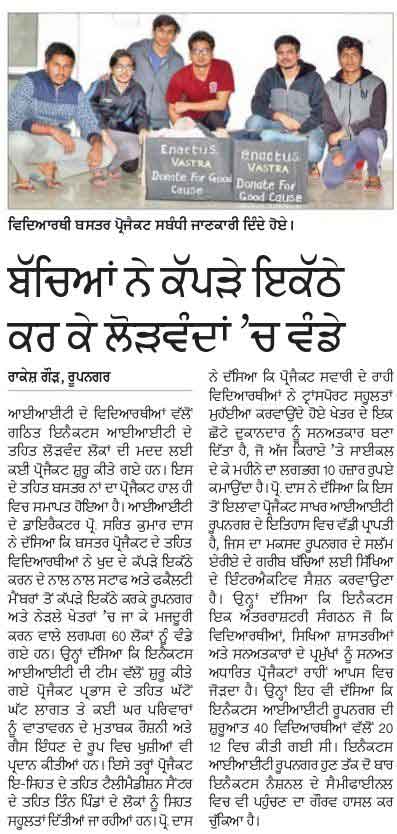 Enactus
VASTRA
Donate For Good
Cause
enactus
VASTRA
Donate For Good
Cause
ਵਿਦਿਆਰਥੀ ਬਸਤਰ ਪ੍ਰੋਜੈਕਟ ਸਬੰਧੀ ਜਾਣਕਾਰੀ ਦਿੰਦੇ ਹੋਏ।
ਬੱਚਿਆਂ ਨੇ ਕੱਪੜੇ ਇਕੱਠੇ
ਕਰ ਕੇ ਲੋੜਵੰਦਾਂ ’ਚ ਵੰਡੇ
ਰਾਕੇਸ਼ ਗੌੜ, ਰੂਪਨਗਰ
ਆਈਆਈਟੀ ਦੇ ਵਿਦਿਆਰਥੀਆਂ ਵੱਲੋਂ
ਗਠਿਤ ਇਨੈਕਟਸ ਆਈਆਈਟੀ ਦੇ
ਤਹਿਤ ਲੋੜਵੰਦ ਲੋਕਾਂ ਦੀ ਮਦਦ ਲਈ
ਕਈ ਪ੍ਰੋਜੈਕਟ ਸ਼ੁਰੂ ਕੀਤੇ ਗਏ ਹਨ। ਇਸ
ਦੇ ਤਹਿਤ ਬਸਤਰ ਨਾਂ ਦਾ ਪ੍ਰੋਜੈਕਟ ਹਾਲ ਹੀ
ਵਿਚ ਸਮਾਪਤ ਹੋਇਆ ਹੈ। ਆਈਆਈਟੀ
ਦੇ ਡਾਇਰੈਕਟਰ ਪ੍ਰੋ. ਸਰਿਤ ਕੁਮਾਰ ਦਾਸ
ਨੇ ਦੱਸਿਆ ਕਿ ਬਸਤਰ ਪ੍ਰੋਜੈਕਟ ਦੇ ਤਹਿਤ
ਵਿਦਿਆਰਥੀਆਂ ਨੇ ਖੁਦ ਦੇ ਕੱਪੜੇ ਇਕੱਠੇ
ਕਰਨ ਦੇ ਨਾਲ ਨਾਲ ਸਟਾਫ ਅਤੇ ਫਕੈਲਟੀ
ਮੈਂਬਰਾਂ ਤੋਂ ਕੱਪੜੇ ਇਕੱਠੇ ਕਰਕੇ ਰੂਪਨਗਰ
ਅਤੇ ਨੇੜਲੇ ਖੇਤਰਾਂ ’ਚ ਜਾ ਕੇ ਮਜਦੂਰੀ
ਕਰਨ ਵਾਲੇ ਲਗਪਗ 60 ਲੋਕਾਂ ਨੂੰ ਵੰਡੇ
ਗਏ ਹਨ। ਉਨ੍ਹਾਂ ਦੱਸਿਆ ਕਿ ਇਨੈਕਟਸ
ਆਈਆਈਟੀ ਦੀ ਟੀਮ ਵੱਲੋਂ ਸ਼ੁਰੂ ਕੀਤੇ
ਗਏ ਪ੍ਰੋਜੈਕਟ ਪ੍ਰਭਾਸ ਦੇ ਤਹਿਤ ਘੱਟੋਂ
ਘੱਟ ਲਾਗਤ ਤੇ ਕਈ ਘਰ ਪਰਿਵਾਰਾਂ
ਨੂੰ ਵਾਤਾਵਰਨ ਦੇ ਮੁਤਾਬਕ ਰੌਸ਼ਨੀ ਅਤੇ
ਗੈਸ ਇੰਧਣ ਦੇ ਰੂਪ ਵਿਚ ਖੁਸ਼ੀਆਂ ਵੀ
ਪ੍ਰਦਾਨ ਕੀਤੀਆਂ ਹਨ। ਇਸੇ ਤਰ੍ਹਾਂ ਪ੍ਰੋਜੈਕਟ
ਇ-ਸਿਹਤ ਦੇ ਤਹਿਤ ਟੈਲੀਮੈਡੀਸ਼ਨ ਸੈਂਟਰ
ਦੇ ਤਹਿਤ ਤਿੰਨ ਪਿੰਡਾਂ ਦੇ ਲੋਕਾਂ ਨੂੰ ਸਿਹਤ
ਸਹੂਲਤਾਂ ਦਿੱਤੀਆਂ ਜਾ ਰਹੀਆਂ ਹਨ। ਪ੍ਰੋ. ਦਾਸ
ਨੇ ਦੱਸਿਆ ਕਿ ਪ੍ਰੋਜੈਕਟ ਸਵਾਰੀ ਦੇ ਰਾਹੀ
ਵਿਦਿਆਰਥੀਆਂ ਨੇ ਟ੍ਰਾਂਸਪੋਰਟ ਸਹੂਲਤਾਂ
ਮੁਹੱਈਆ ਕਰਵਾਉਂਦੇ ਹੋਏ ਖੇਤਰ ਦੇ ਇਕ
ਛੋਟੇ ਦੁਕਾਨਦਾਰ ਨੂੰ ਸਨਅਤਕਾਰ ਬਣਾ
ਦਿੱਤਾ ਹੈ, ਜੋ ਅੱਜ ਕਿਰਾਏ ’ਤੇ ਸਾਈਕਲ
ਦੇ ਕੇ ਮਹੀਨੇ ਦਾ ਲਗਭਗ 10 ਹਜ਼ਾਰ ਰੁਪਏ
ਕਮਾਉਂਦਾ ਹੈ। ਪ੍ਰੋ. ਦਾਸ ਨੇ ਦੱਸਿਆ ਕਿ ਇਸ
ਤੋਂ ਇਲਾਵਾ ਪ੍ਰੋਜੈਕਟ ਸਾਖਰ ਆਈਆਈਟੀ
ਰੂਪਨਗਰ ਦੇ ਇਤਿਹਾਸ ਵਿਚ ਵੱਡੀ ਪ੍ਰਾਪਤੀ
ਹੈ, ਜਿਸ ਦਾ ਮਕਸਦ ਰੂਪਨਗਰ ਦੇ ਸਲੱਮ
ਏਰੀਏ ਦੇ ਗਰੀਬ ਬੱਚਿਆਂ ਲਈ ਸਿੱਖਿਆ
ਦੇ ਇੰਟਰਐਕਟਿਵ ਸੈਸ਼ਨ ਕਰਵਾਉਣਾ
ਹੈ। ਉਨ੍ਹਾਂ ਦੱਸਿਆ ਕਿ ਇਨੈਕਟਸ
ਇਕ ਅੰਤਰਰਾਸ਼ਟਰੀ ਸੰਗਠਨ ਜੋ ਕਿ
ਵਿਦਿਆਰਥੀਆਂ, ਸਿਖਿਆ ਸ਼ਾਸਤਰੀਆਂ
ਅਤੇ ਸਨਅਤਕਾਰਾਂ ਦੇ ਪ੍ਰਮੁੱਖਾਂ ਨੂੰ ਸਨਅਤ
ਅਧਾਰਿਤ ਪ੍ਰੋਜੈਕਟਾਂ ਰਾਹੀਂ ਆਪਸ ਵਿਚ
ਜੋੜਦਾ ਹੈ। ਉਨ੍ਹਾਂ ਇਹ ਵੀ ਦੱਸਿਆ ਕਿ
ਇਨੈਕਟਸ ਆਈਆਈਟੀ ਰੂਪਨਗਰ ਦੀ
ਸ਼ੁਰੂਆਤ 40 ਵਿਦਿਆਰਥੀਆਂ ਵੱਲੋਂ 20
12 ਵਿਚ ਕੀਤੀ ਗਈ ਸੀ। ਇਨੈਕਟਸ
ਆਈਆਈਟੀ ਰੂਪਨਗਰ ਹੁਣ ਤੱਕ ਦੋ ਬਾਰ
ਇਨੈਕਟਸ ਨੈਸ਼ਨਲ ਦੇ ਸੈਮੀਫਾਈਨਲ
ਵਿਚ ਵੀ ਪਹੁੰਚਣ ਦਾ ਗੌਰਵ ਹਾਸਲ ਕਰ
ਚੁੱਕਿਆ ਹੈ।